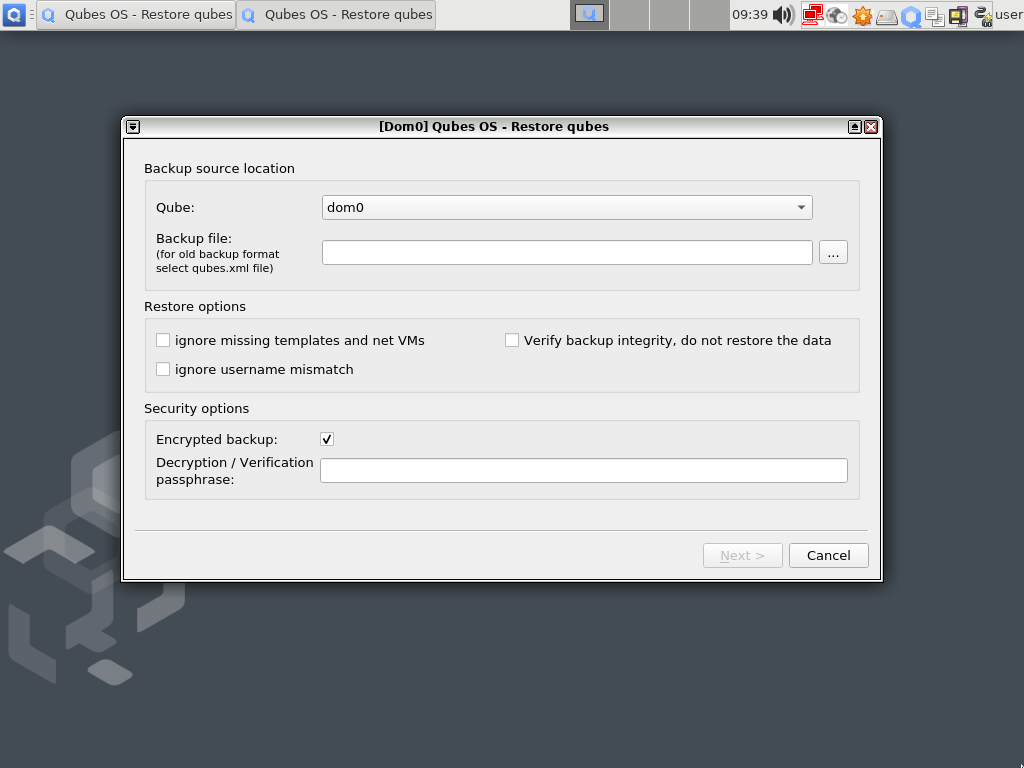 Qubes OS - Restore qubes
Qubes OS - Restore qubes
09:39
user
[Dom0] Qubes OS - Restore qubes
Backup source location
Qube:
dom0
Backup file:
(for old backup format
select qubes.xml file)
...
Restore options
ignore missing templates and net VMs
Verify backup integrity, do not restore the data
ignore username mismatch
Security options
Encrypted backup:
Decryption / Verification
passphrase:
Next >
Cancel